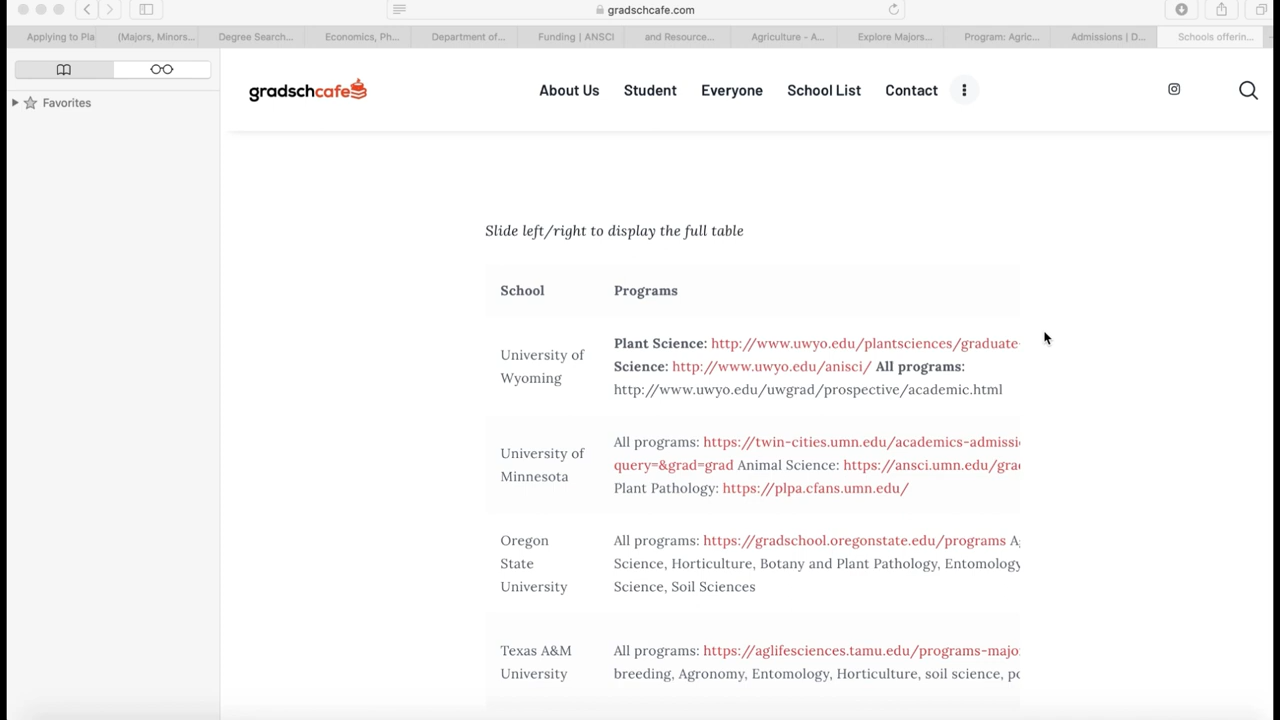 gradschcafe.com
Applying to Pla
(Majors, Minors...
Degree Search...
Economics, Ph...
Department of...
Funding | ANSCI
and Resource...
Agriculture - A...
Explore Majors...
Program: Agric...
Admissions | D...
Schools offerin...
Favorites
gradschcafe
About Us
Student
Everyone
School List
Contact
Slide left/right to display the full table
School
Programs
University of
Wyoming
Plant Science: http://www.uwyo.edu/plantsciences/graduate-
Science: http://www.uwyo.edu/anisci/ All programs:
http://www.uwyo.edu/uwgrad/prospective/academic.html
University of
Minnesota
All programs: https://twin-cities.umn.edu/academics-admissi
query=&grad=grad Animal Science: https://ansci.umn.edu/gra
Plant Pathology: https://plpa.cfans.umn.edu/
Oregon
State
University
All programs: https://gradschool.oregonstate.edu/programs A
Science, Horticulture, Botany and Plant Pathology, Entomology
Science, Soil Sciences
Texas A&M
University
All programs: https://aglifesciences.tamu.edu/programs-majo
breeding, Agronomy, Entomology, Horticulture, soil science, po